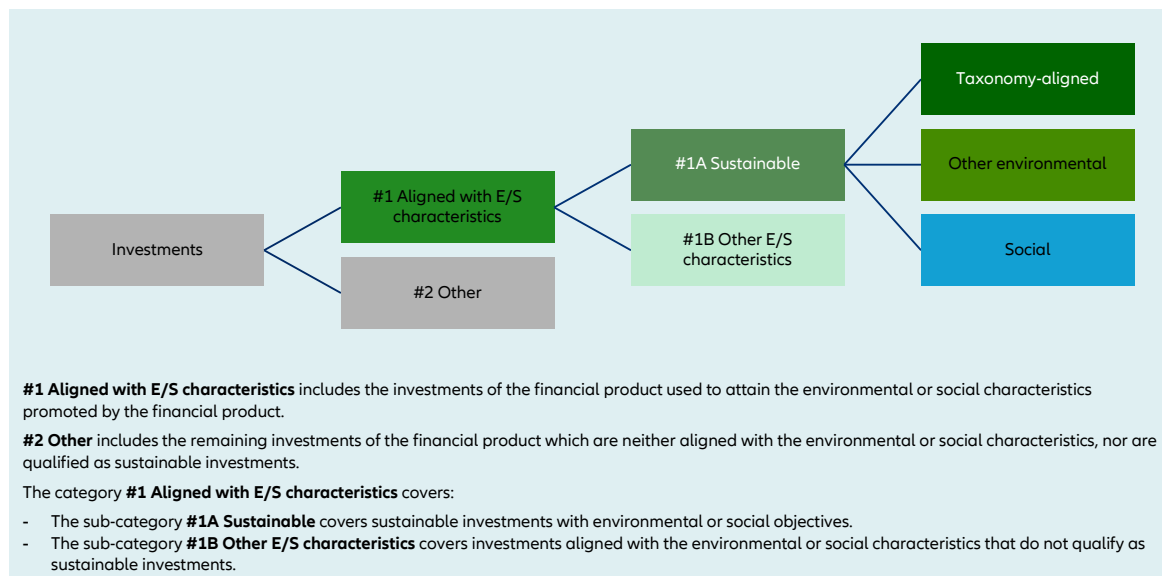 Taxonomy-aligned
#1A Sustainable
Other environmental
#1 Aligned with E/S
characteristics
Investments
#1B Other E/S
characteristics
Social
#2 Other
#1 Aligned with E/S characteristics includes the investments of the financial product used to attain the environmental or social characteristics
promoted by the financial product.
#2 Other includes the remaining investments of the financial product which are neither aligned with the environmental or social characteristics, nor are
qualified as sustainable investments.
The category #1 Aligned with E/S characteristics covers:
- The sub-category #1A Sustainable covers sustainable investments with environmental or social objectives.
- The sub-category #1B Other E/S characteristics covers investments aligned with the environmental or social characteristics that do not qualify as
sustainable investments.